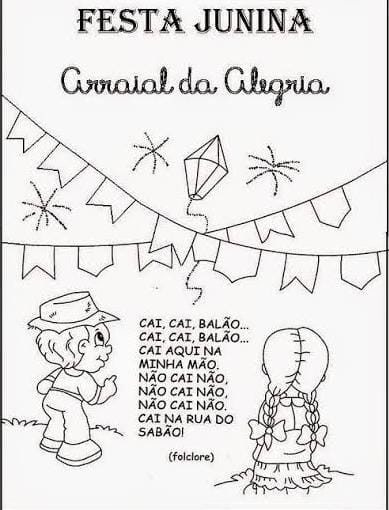 FESTA JUNINA
Arraial da Alegria
CAI, CAI, BALÃO...
CAI, CAI, BALÃO...
CAI AQUI NA
MINHA MÃO.
NÃO CAI NÃO,
NÃO CAI NÃO,
NÃO CAI NÃO.
CAI NA RUA DO
SABÃO!
(folclore)